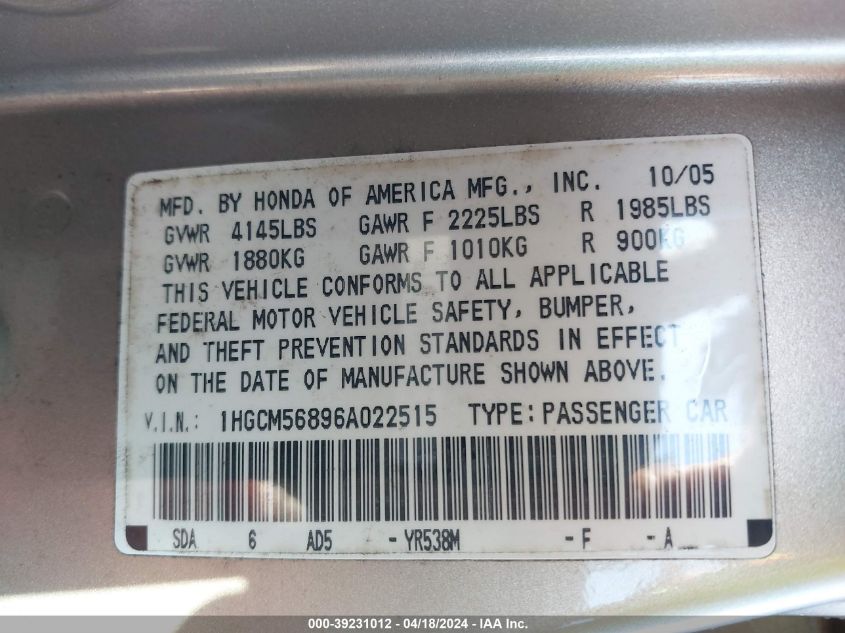 MFD. BY HONDA OF AMERICA MFG., INC. 10/05
GVWR 4145LBS GAWR F 2225LBS R 1985LBS
GVWR 1880KG GAWR F 1010KG R 900KG
THIS VEHICLE CONFORMS TO ALL APPLICABLE
FEDERAL MOTOR VEHICLE SAFETY, BUMPER,
AND THEFT PREVENTION STANDARDS IN EFFECT
ON THE DATE OF MANUFACTURE SHOWN ABOVE.
V.I.N.: 1HGCM56896A022515 TYPE:PASSENGER CAR
SDA 6 AD5 -YR538M -F -A
000-39231012 - 04/18/2024 - IAA Inc.